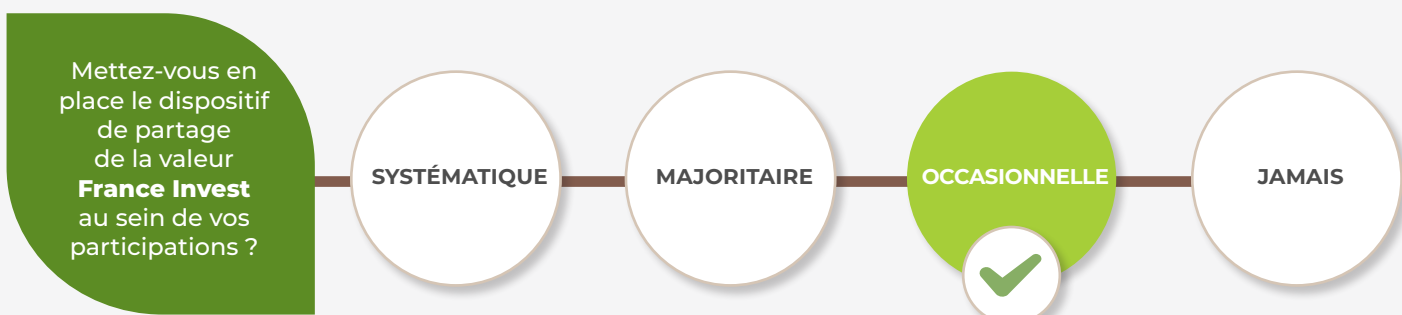 Mettez-vous en
place le dispositif
de partage
de la valeur
France Invest
au sein de vos
participations ?
SYSTÉMATIQUE
MAJORITAIRE
OCCASIONNELLE
JAMAIS